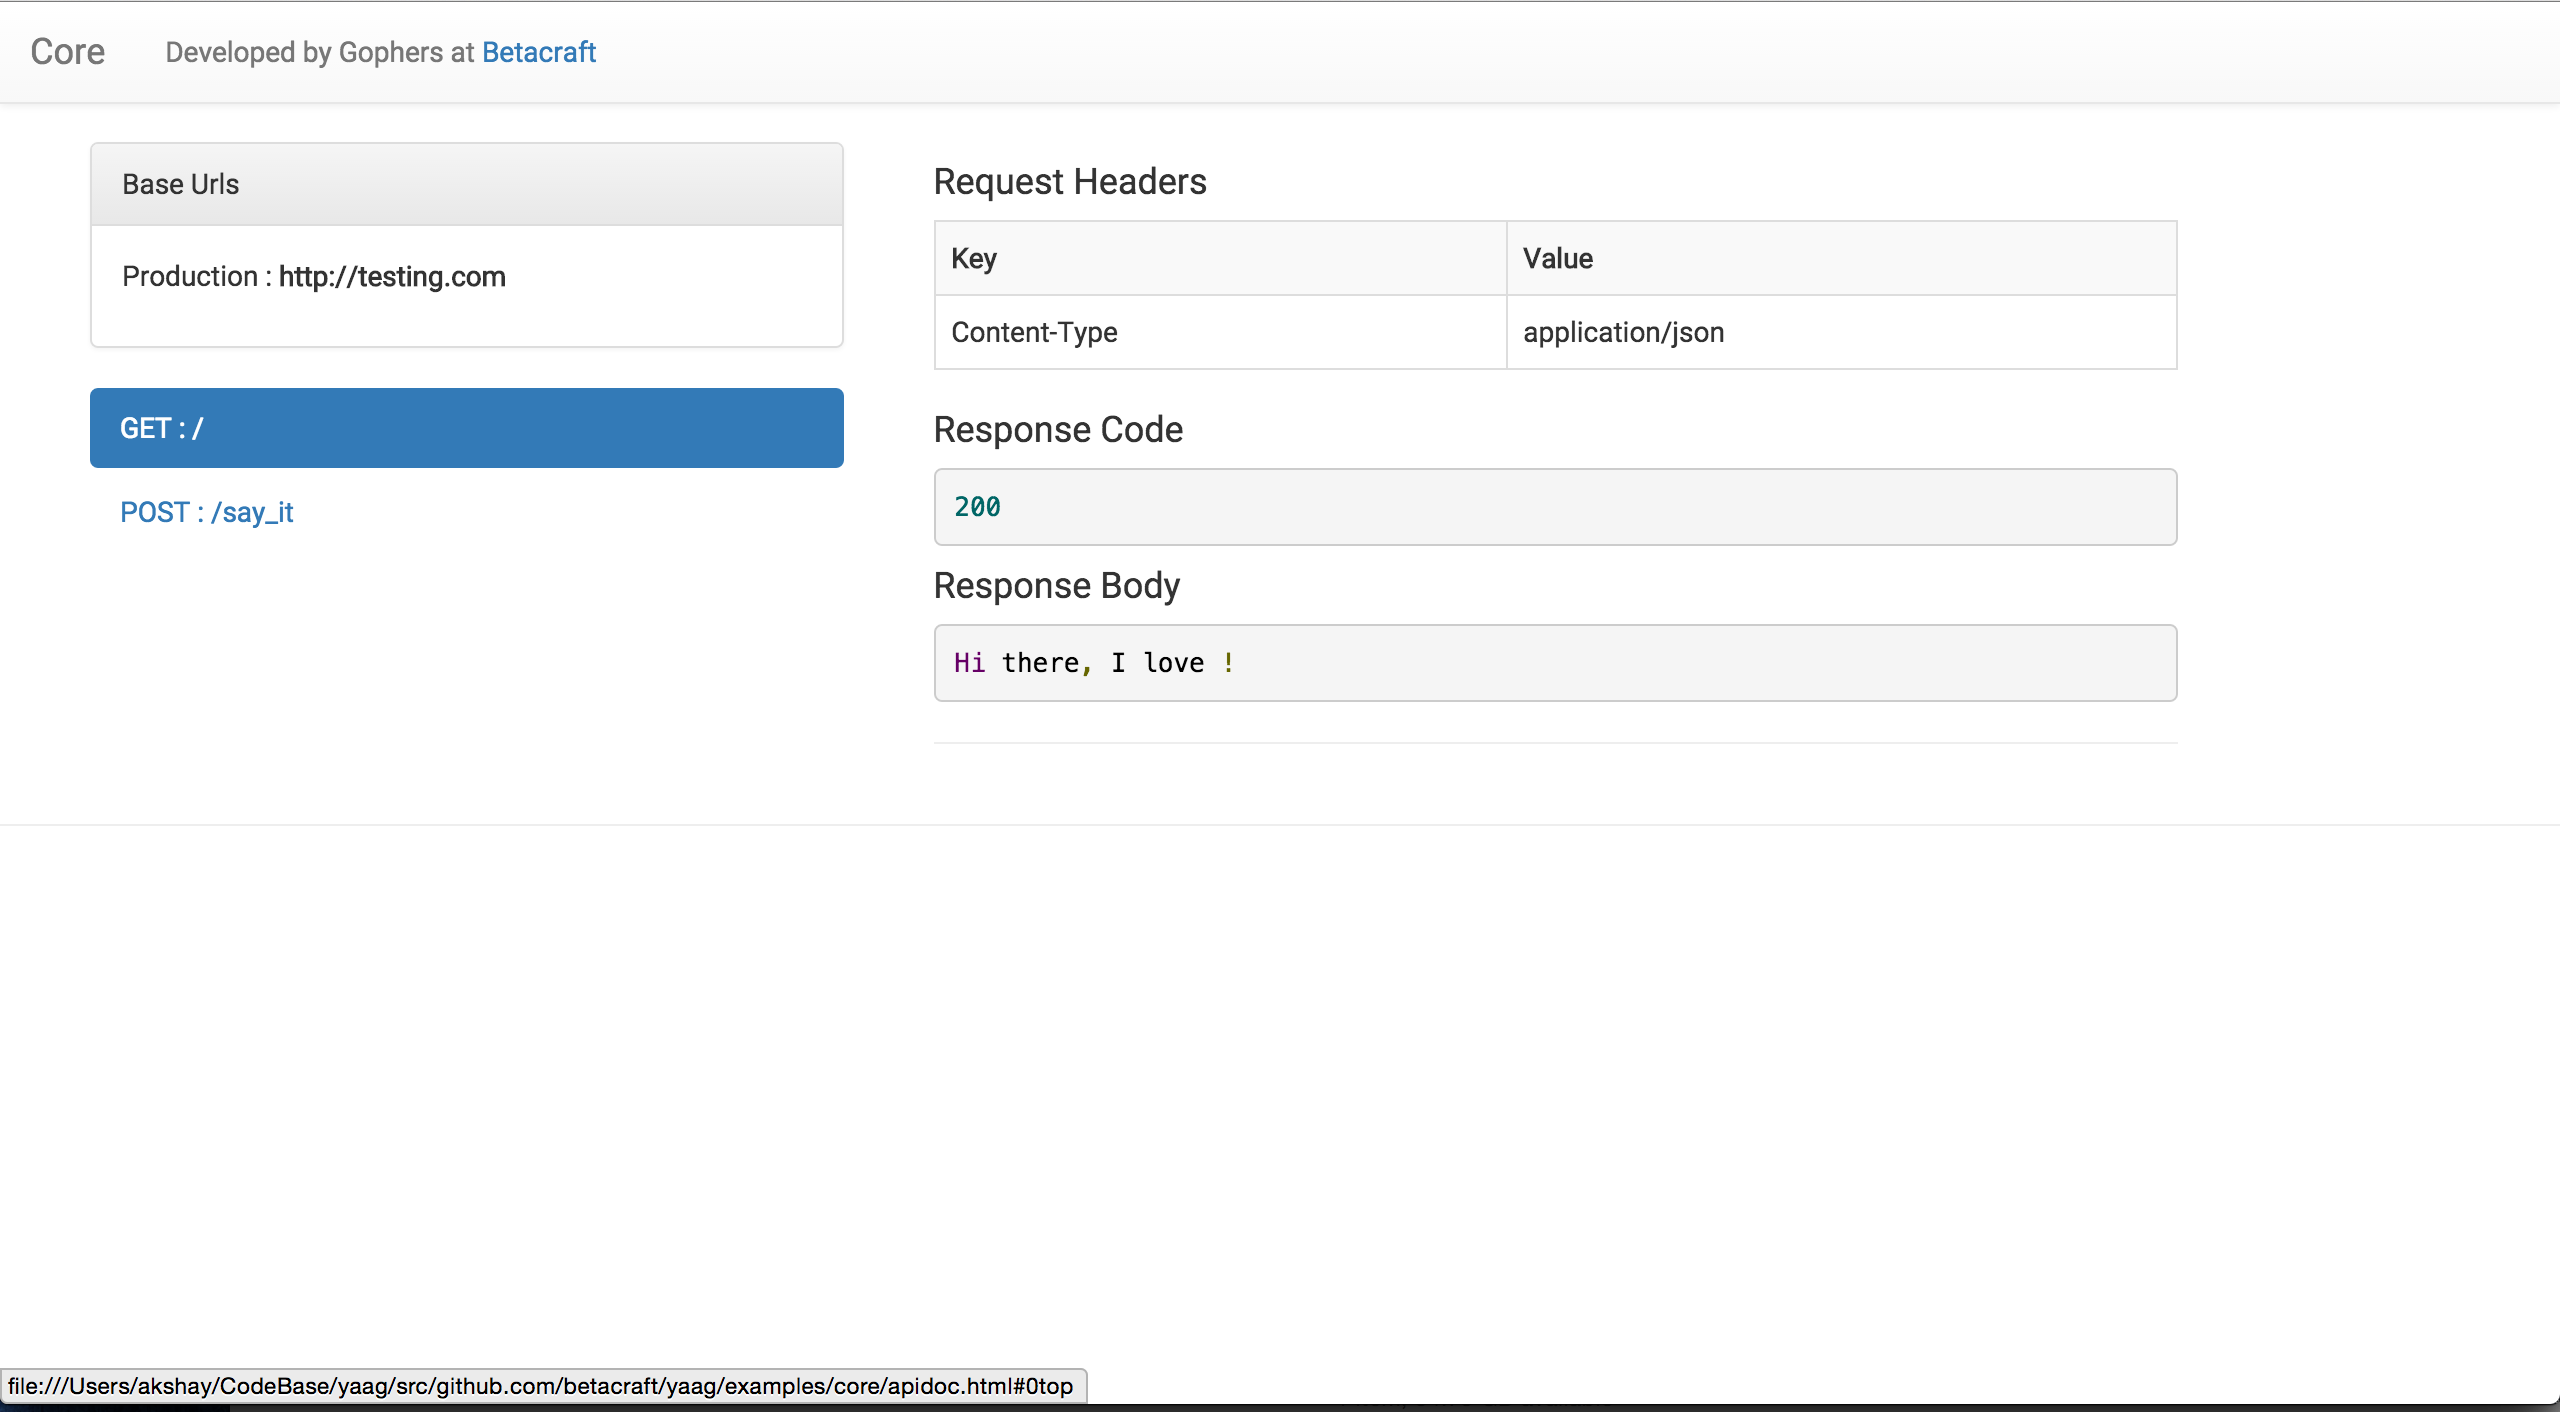 Core Developed by Gophers at Betacraft
Base Urls
Production : http://testing.com
GET : /
POST : /say_it
Request Headers
Key Value
Content-Type application/json
Response Code
200
Response Body
Hi there, I love !
file:///Users/akshay/CodeBase/yaag/src/github.com/betacraft/yaag/examples/core/apidoc.html#0top